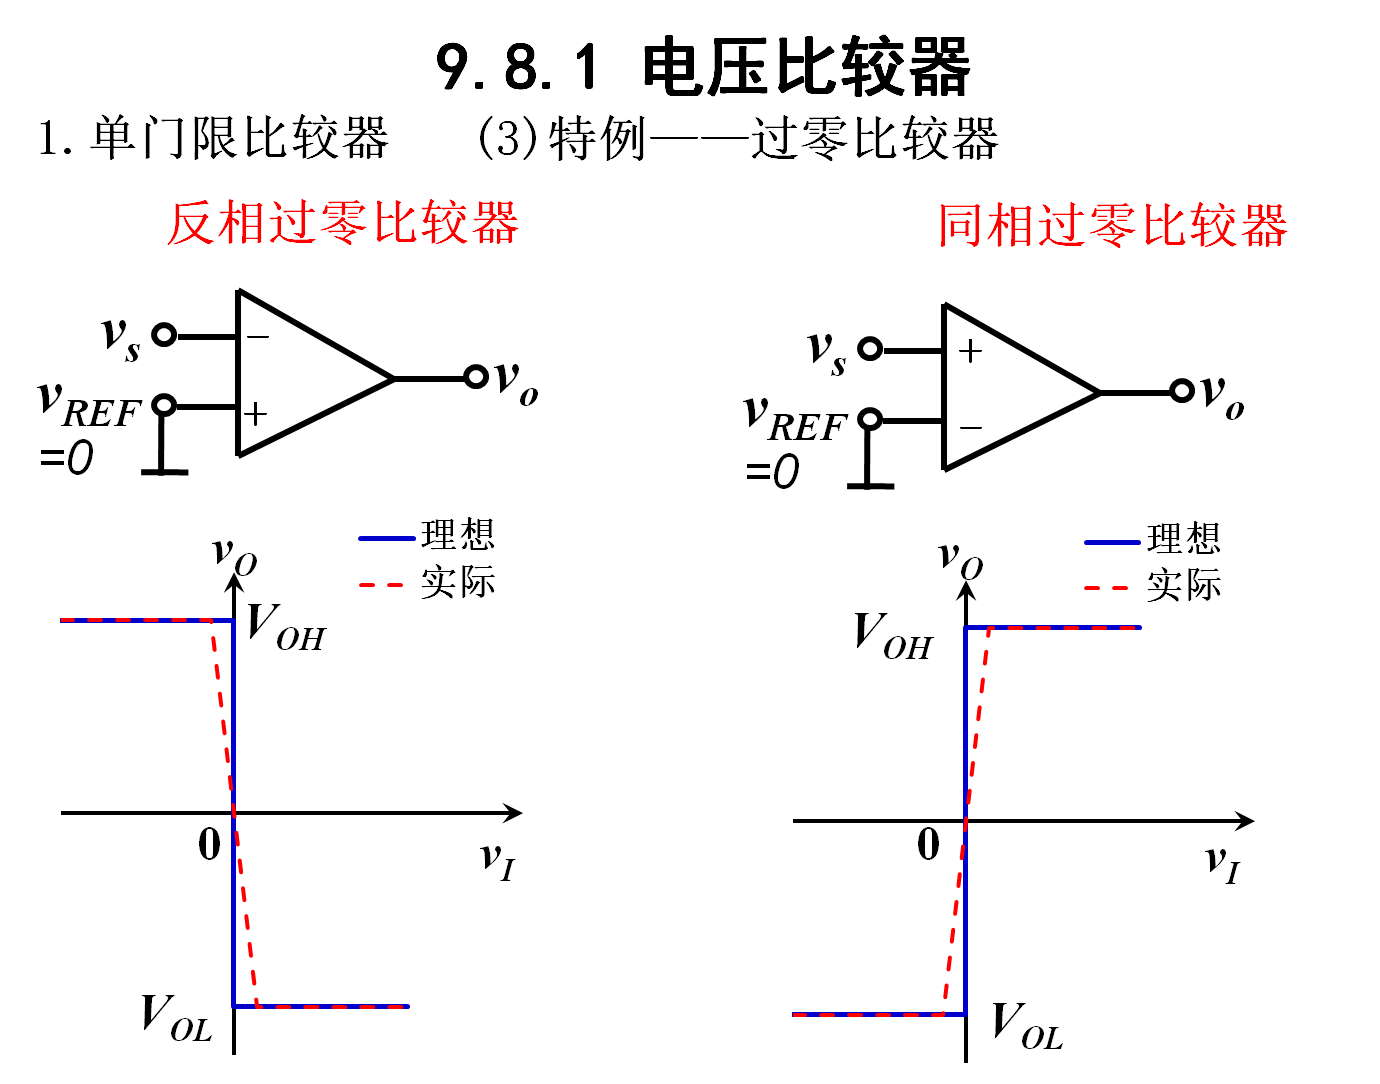 9.8.1 电压比较器
1.单门限比较器 (3)特例——过零比较器
反相过零比较器
同相过零比较器
vs
−
vREF
=0
+
vo
vs
+
vREF
=0
−
vo
理想
实际
vO
VOH
0
vI
VOL
理想
实际
vO
VOH
0
vI
VOL